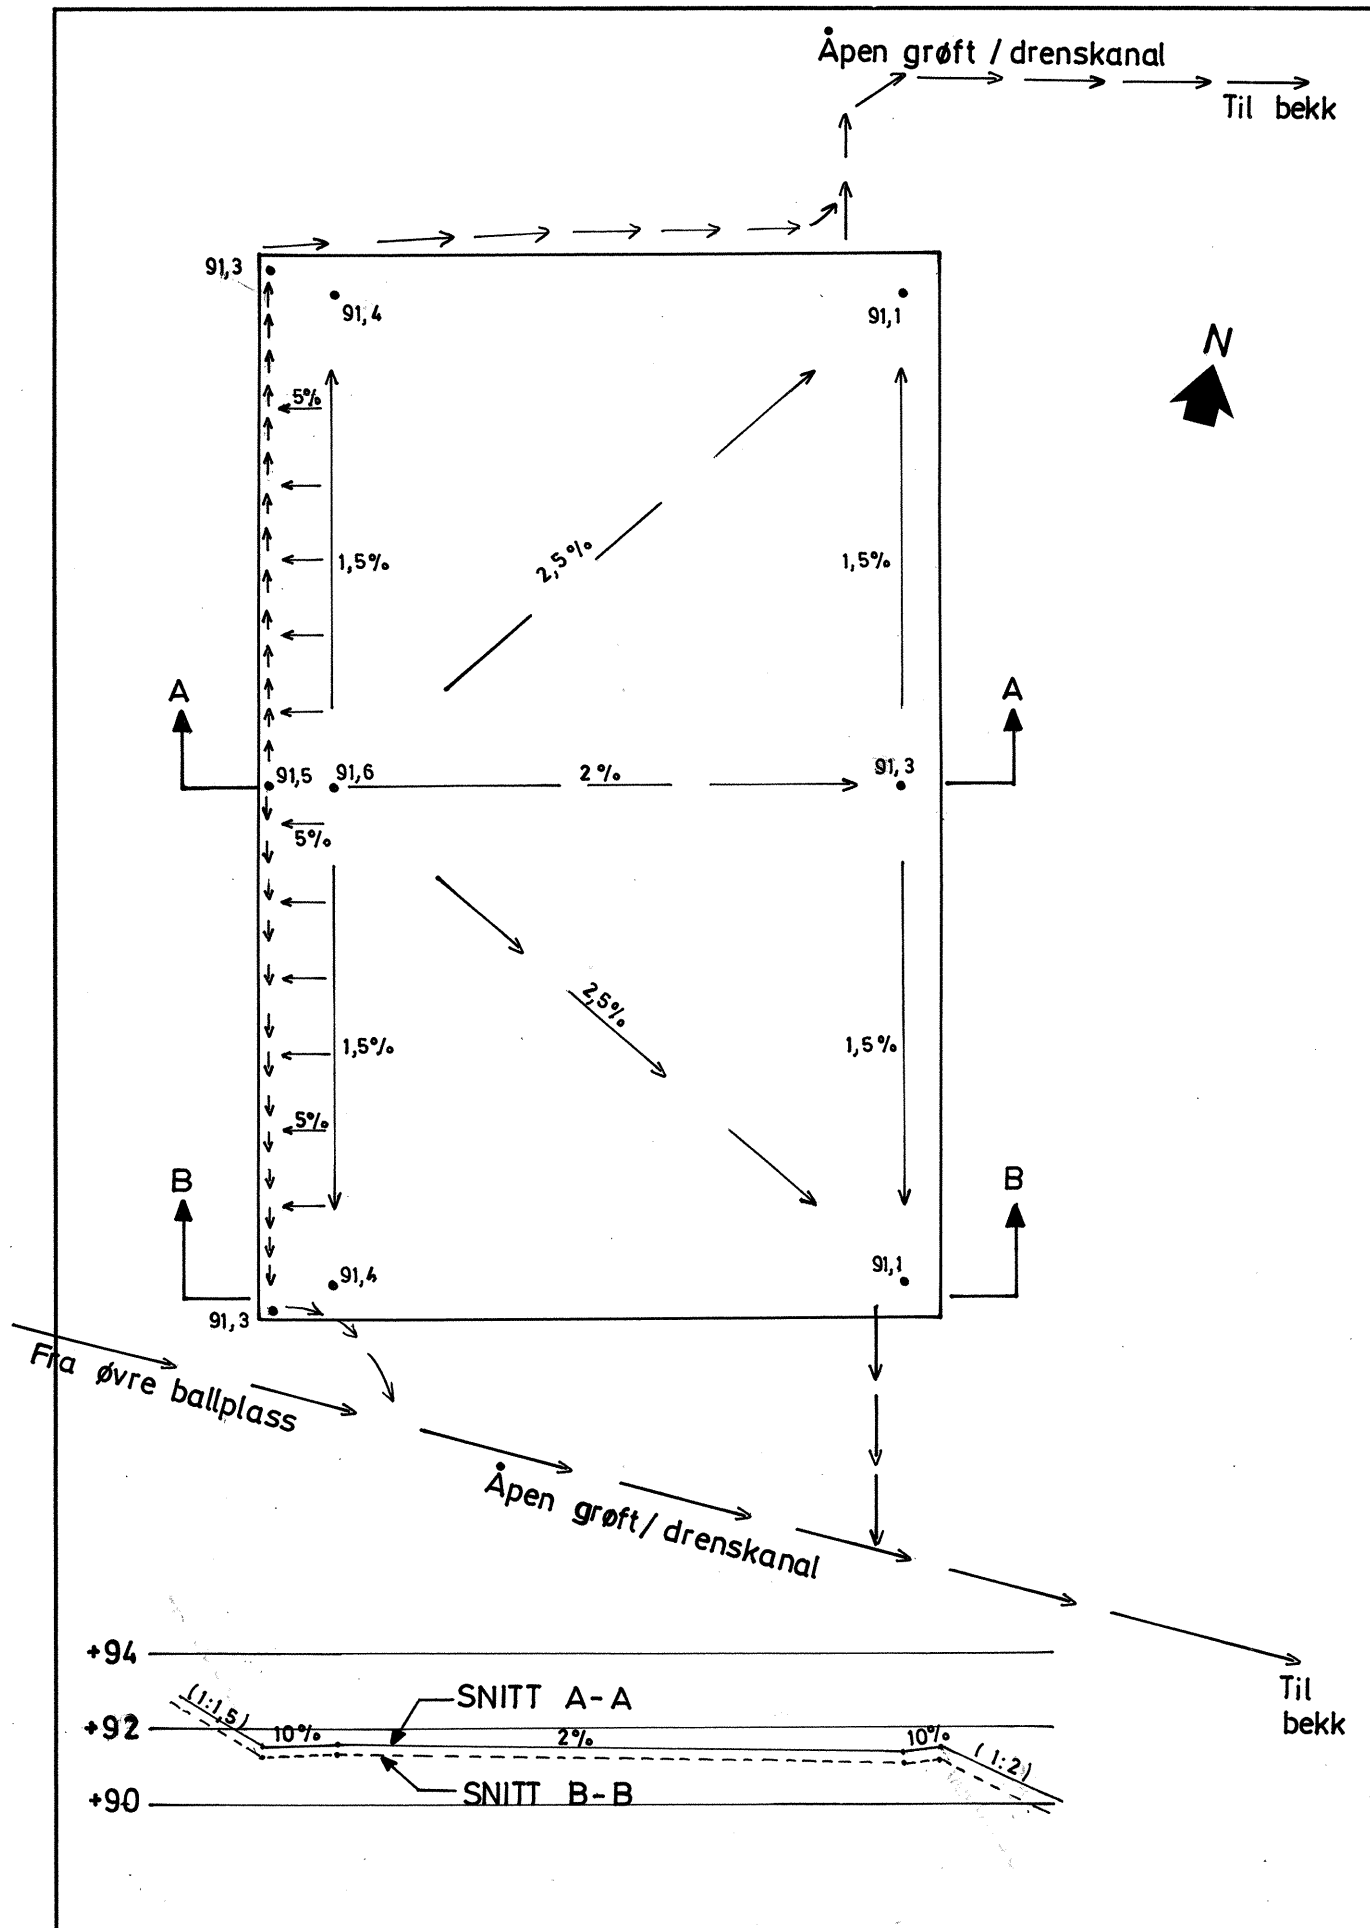 Åpen grøft / drenskanal
Til bekk
91,3
91,4
91,1
N
5%
1,5%
2,5%
1,5%
A
A
91,5
91,6
2%
91,3
5%
2,5%
1,5%
1,5%
5%
B
B
91,4
91,1
91,3
Fra øvre ballplass
Åpen grøft / drenskanal
Til
bekk
+94
(1:1,5)
SNITT A-A
+92
10%
2%
10%
(1:2)
SNITT B-B
+90